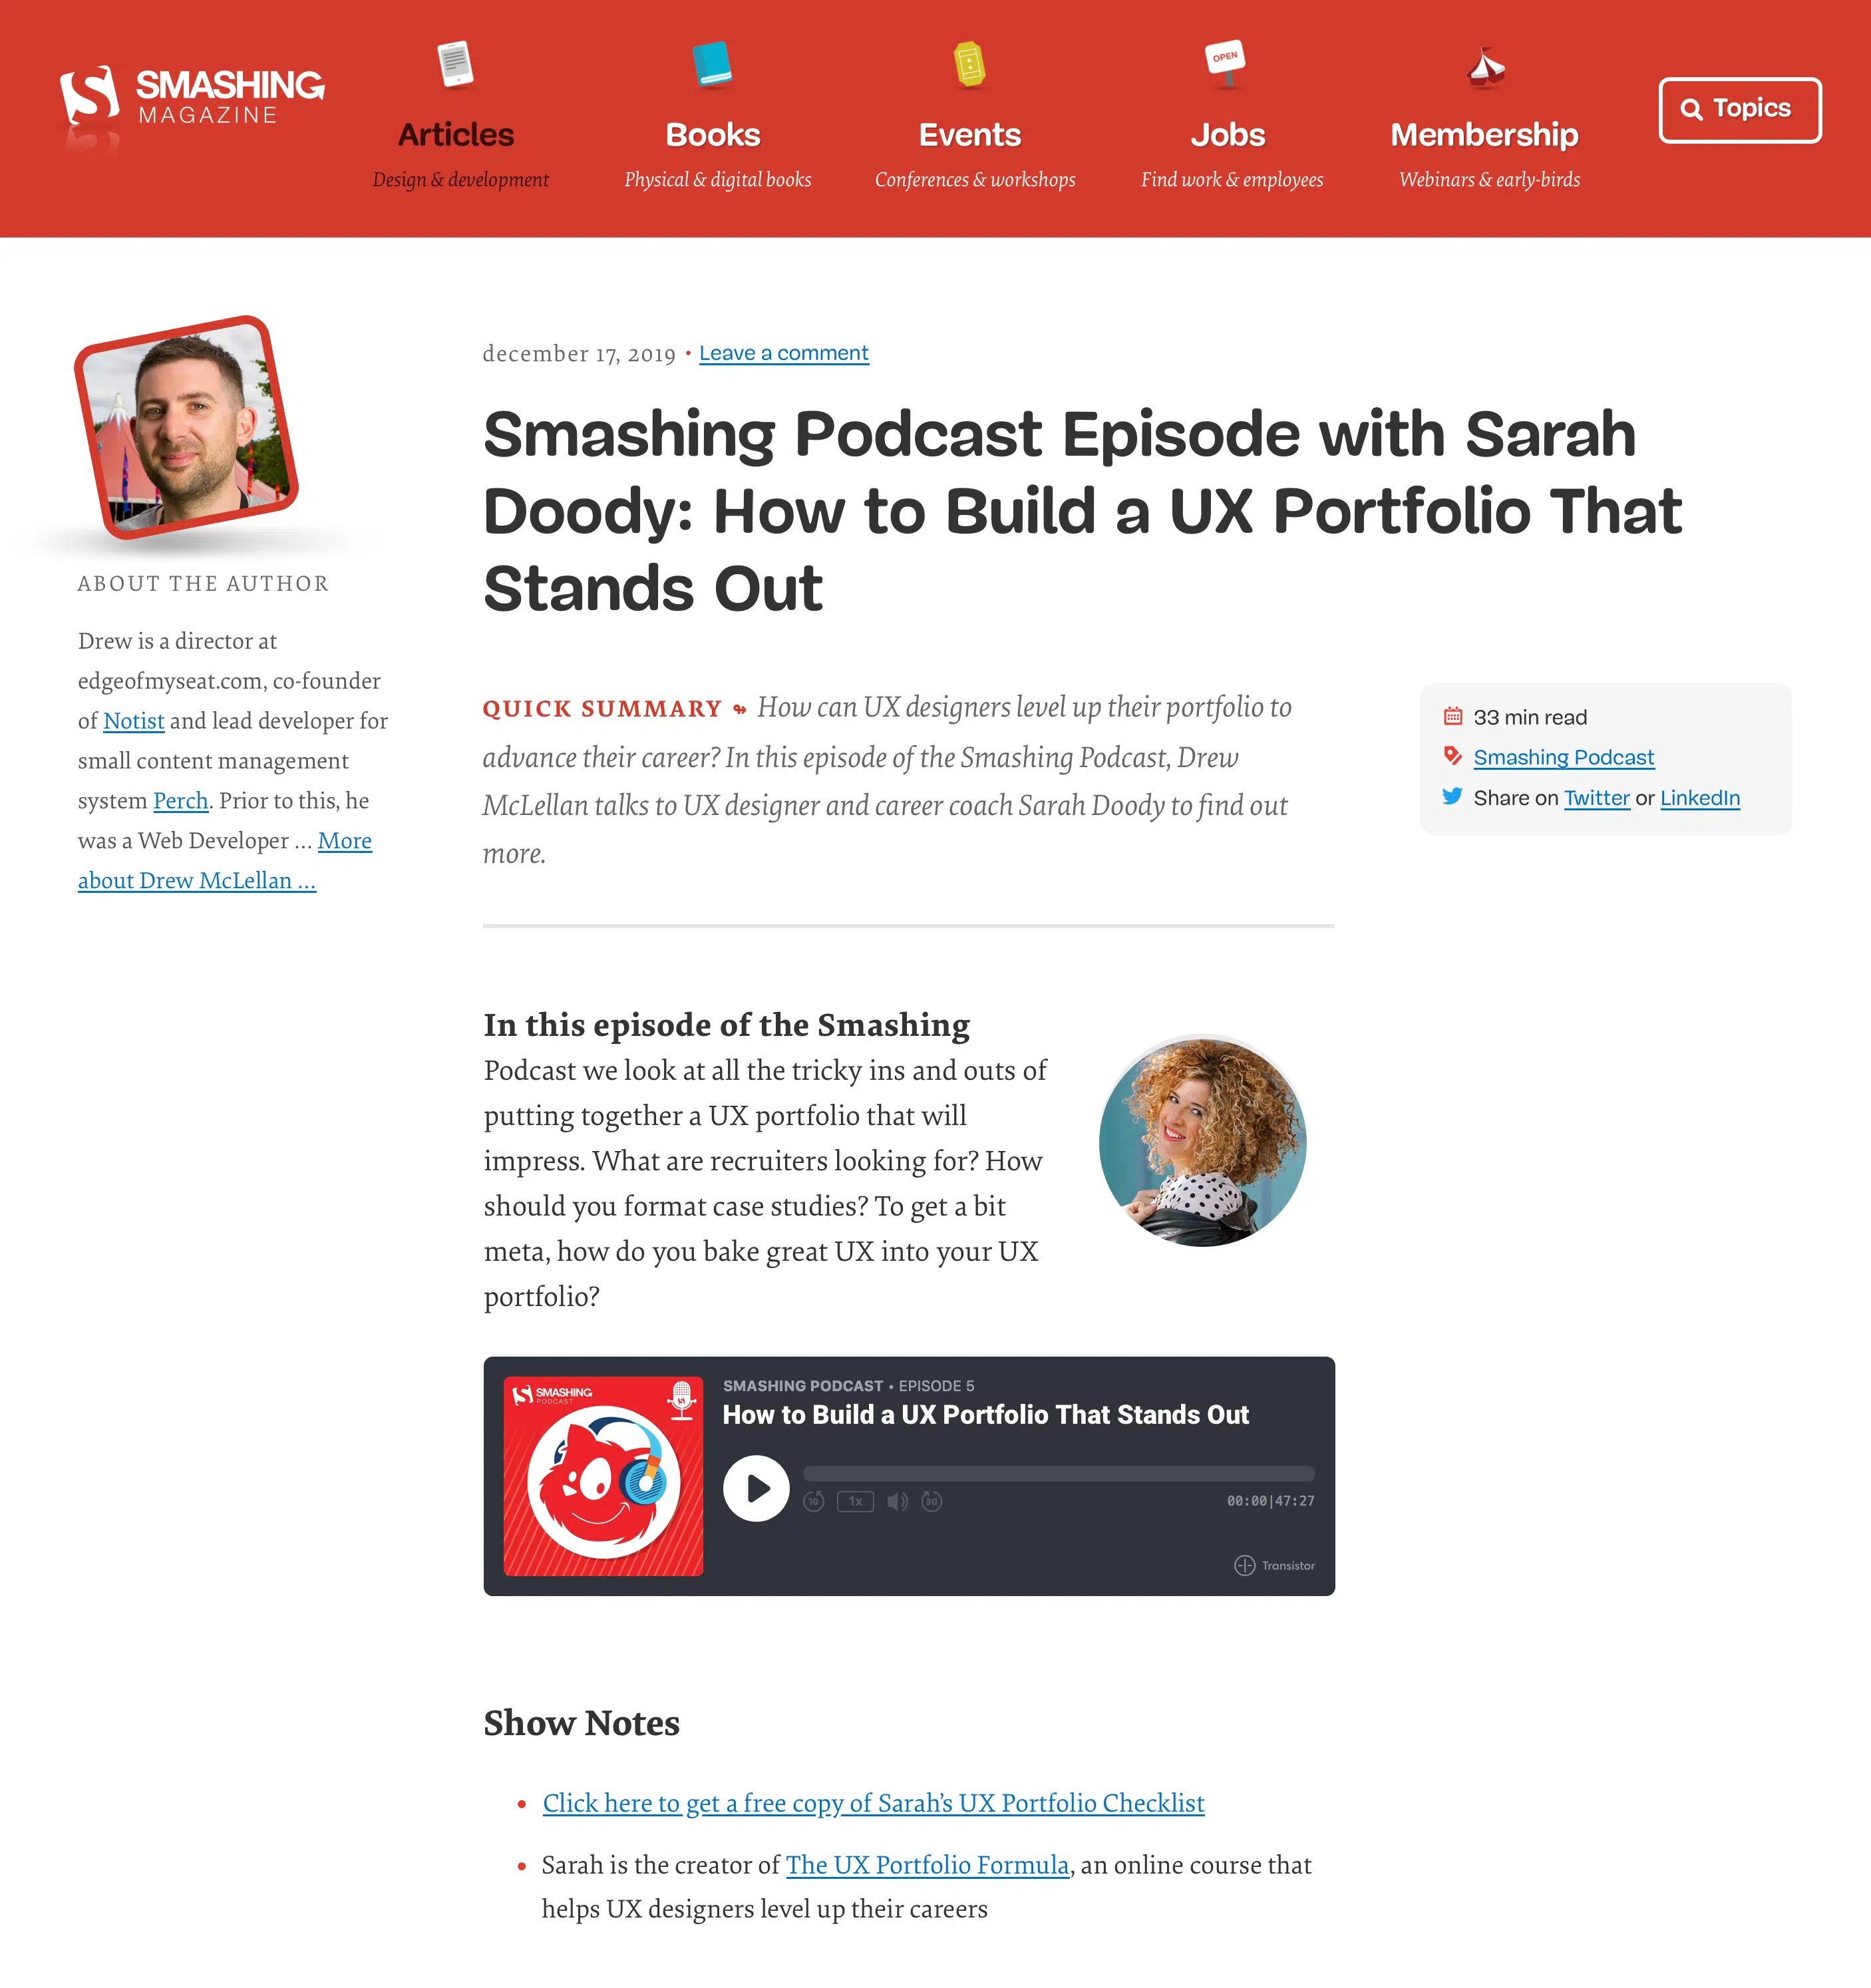 SMASHING
MAGAZINE
Articles
Design & development
Books
Physical & digital books
Events
Conferences & workshops
OPEN
Jobs
Find work & employees
Membership
Webinars & early-birds
Topics
ABOUT THE AUTHOR
Drew is a director at
edgeofmyseat.com, co-founder
of Notist and lead developer for
small content management
system Perch. Prior to this, he
was a Web Developer … More
about Drew McLellan …
december 17, 2019 • Leave a comment
Smashing Podcast Episode with Sarah
Doody: How to Build a UX Portfolio That
Stands Out
QUICK SUMMARY ↬ How can UX designers level up their portfolio to
advance their career? In this episode of the Smashing Podcast, Drew
McLellan talks to UX designer and career coach Sarah Doody to find out
more.
33 min read
Smashing Podcast
Share on Twitter or LinkedIn
In this episode of the Smashing
Podcast we look at all the tricky ins and outs of
putting together a UX portfolio that will
impress. What are recruiters looking for? How
should you format case studies? To get a bit
meta, how do you bake great UX into your UX
portfolio?
SMASHING
PODCAST
SMASHING PODCAST • EPISODE 5
How to Build a UX Portfolio That Stands Out
10 1x 30
00:00|47:27
Transistor
Show Notes
• Click here to get a free copy of Sarah’s UX Portfolio Checklist
• Sarah is the creator of The UX Portfolio Formula, an online course that
helps UX designers level up their careers